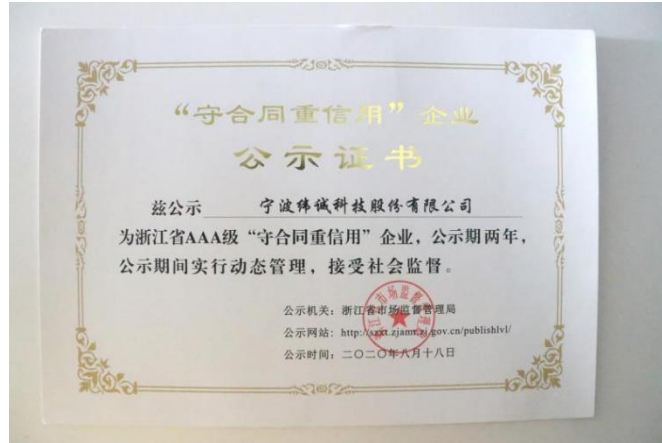 “守合同重信用”企业
公示证书
兹公示 宁波纬诚科技股份有限公司
为浙江省AAA级“守合同重信用”企业，公示期两年，
公示期间实行动态管理，接受社会监督。
公示机关：浙江省市场监督管理局
公示网站：http://szxt.zjamr.zj.gov.cn/publishlvl/
公示时间：二〇二〇年八月十八日